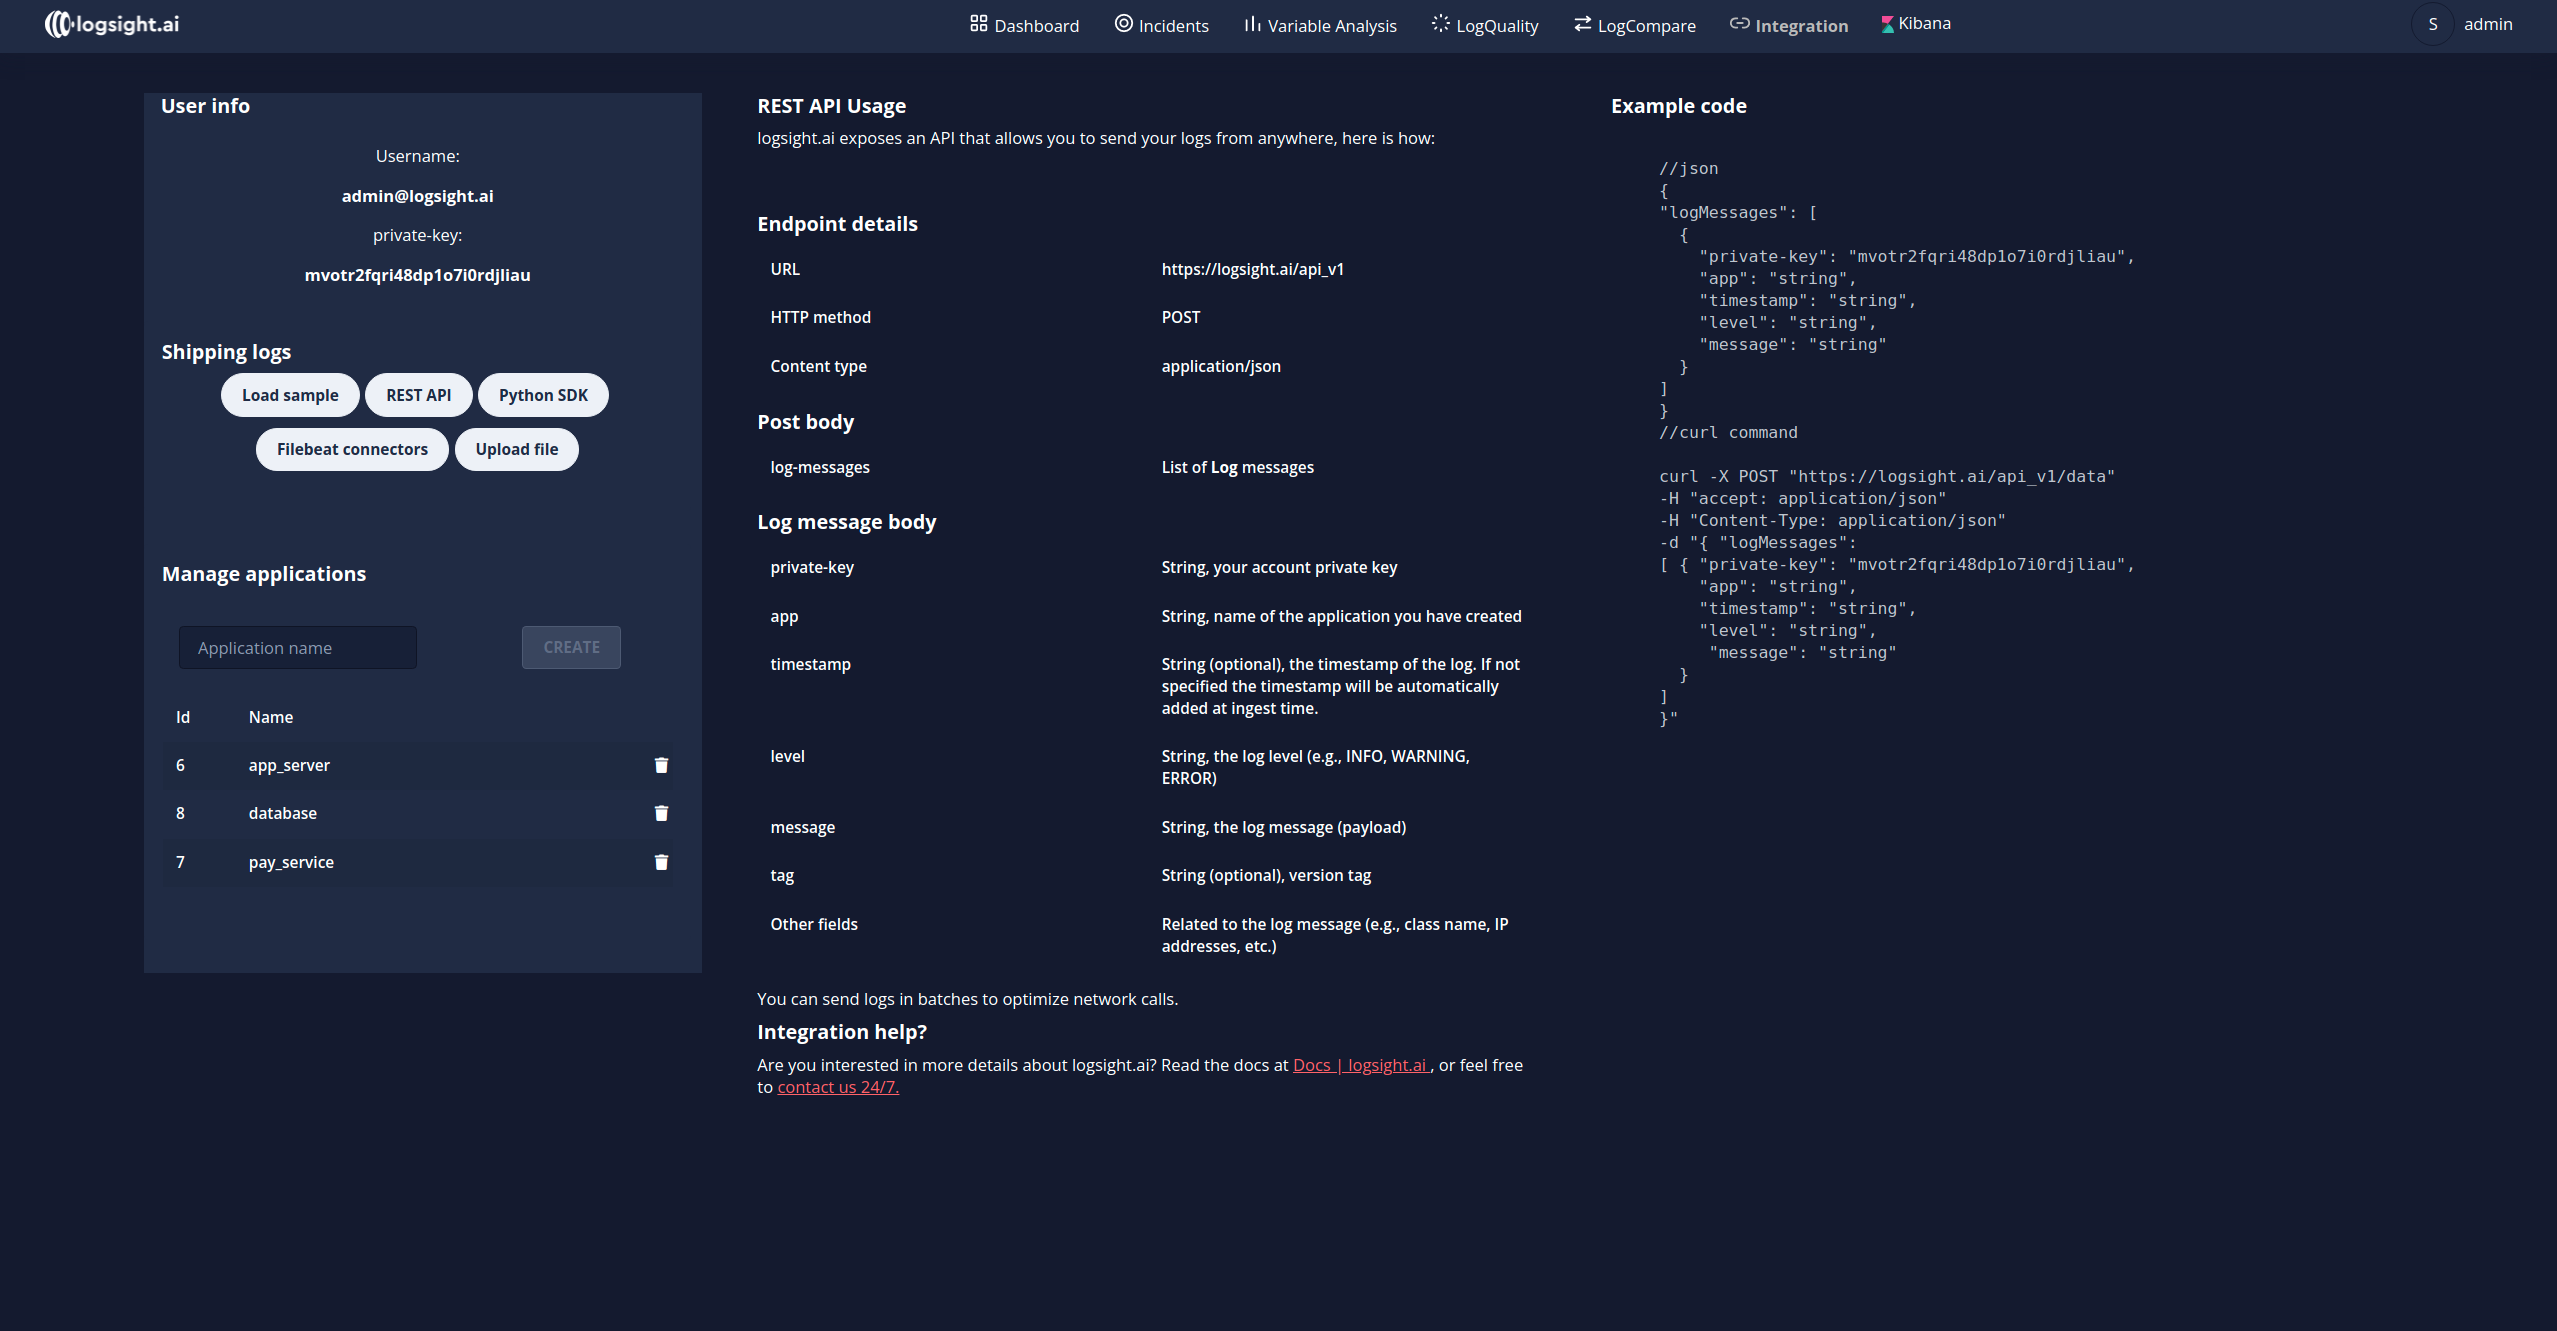 logsight.ai
Dashboard
Incidents
Variable Analysis
LogQuality
LogCompare
Integration
Kibana
S
admin
User info
Username:
admin@logsight.ai
private-key:
mvotr2fqri48dp1o7i0rdjliau
Shipping logs
Load sample
REST API
Python SDK
Filebeat connectors
Upload file
Manage applications
Application name
CREATE
Id Name
6 app_server
8 database
7 pay_service
REST API Usage
logsight.ai exposes an API that allows you to send your logs from anywhere, here is how:
Endpoint details
URL https://logsight.ai/api_v1
HTTP method POST
Content type application/json
Post body
log-messages List of Log messages
Log message body
private-key String, your account private key
app String, name of the application you have created
timestamp String (optional), the timestamp of the log. If not
specified the timestamp will be automatically
added at ingest time.
level String, the log level (e.g., INFO, WARNING,
ERROR)
message String, the log message (payload)
tag String (optional), version tag
Other fields Related to the log message (e.g., class name, IP
addresses, etc.)
You can send logs in batches to optimize network calls.
Integration help?
Are you interested in more details about logsight.ai? Read the docs at Docs | logsight.ai , or feel free
to contact us 24/7.
Example code
//json
{
"logMessages": [
{
"private-key": "mvotr2fqri48dp1o7i0rdjliau",
"app": "string",
"timestamp": "string",
"level": "string",
"message": "string"
}
]
}
//curl command
curl -X POST "https://logsight.ai/api_v1/data"
-H "accept: application/json"
-H "Content-Type: application/json"
-d "{ "logMessages":
[ { "private-key": "mvotr2fqri48dp1o7i0rdjliau",
"app": "string",
"timestamp": "string",
"level": "string",
"message": "string"
}
]
}"